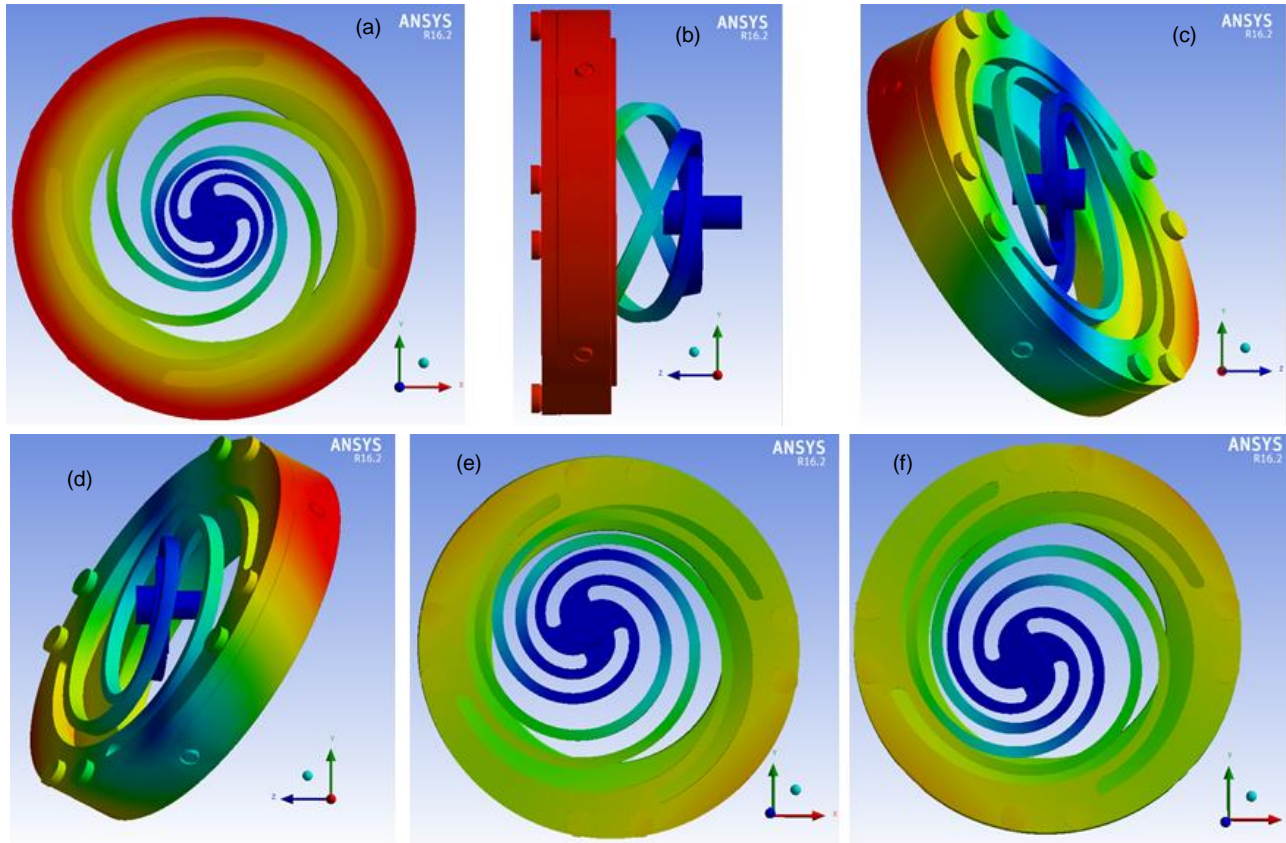 (a)
ANSYS
R16.2
Y
X
(b)
ANSYS
R16.2
Y
Z
(c)
ANSYS
R16.2
Y
Z
(d)
ANSYS
R16.2
Y
Z
(e)
ANSYS
R16.2
Y
X
(f)
ANSYS
R16.2
Y